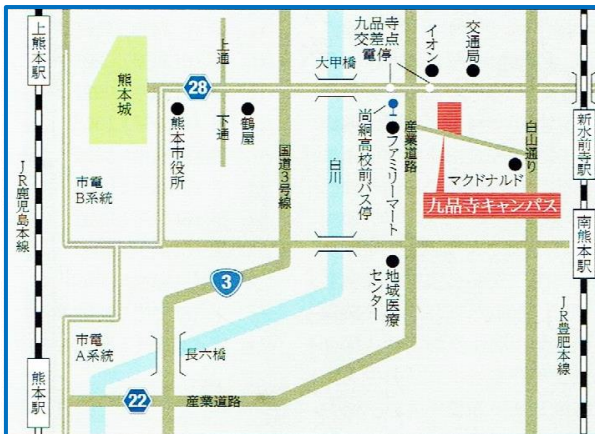 上熊本駅
JR鹿児島本線
熊本駅
熊本城
市電
B系統
28
熊本市役所
上通
下通
鶴屋
国道3号線
大甲橋
白川
九品寺
交差点
電停
イオン
交通局
尚絅高校前バス停
ファミリーマート
産業道路
白山通り
マクドナルド
九品寺キャンパス
新水前寺駅
南熊本駅
JR豊肥本線
3
地域医療
センター
市電
A系統
長六橋
22
産業道路